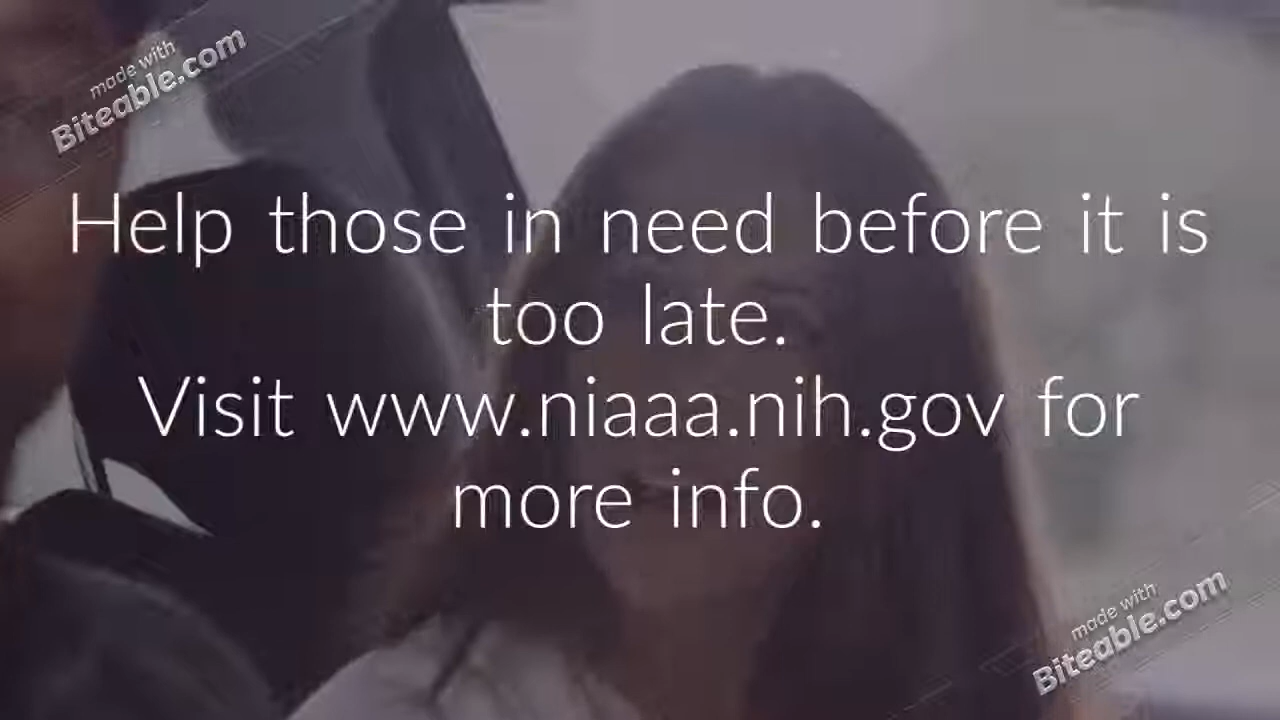 made with
Biteable.com
Help those in need before it is
too late.
Visit www.niaaa.nih.gov for
more info.
made with
Biteable.com